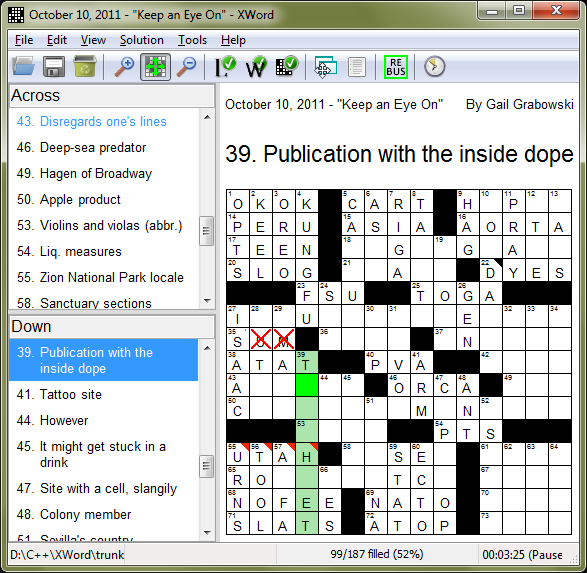 October 10, 2011 - "Keep an Eye On" - XWord
File Edit View Solution Tools Help
RE
BUS
Across
43. Disregards one's lines
46. Deep-sea predator
49. Hagen of Broadway
50. Apple product
53. Violins and violas (abbr.)
54. Liq. measures
55. Zion National Park locale
58. Sanctuary sections
Down
39. Publication with the
inside dope
41. Tattoo site
44. However
45. It might get stuck in a
drink
47. Site with a cell, slangily
48. Colony member
51. Sevilla's country
October 10, 2011 - "Keep an Eye On" By Gail Grabowski
39. Publication with the inside dope
1 2 3 4 5 6 7 8 9 10 11 12 13
O K O K C A R T H P
14 15 16
P E R U A S I A A O R T A
17 18 19
T E E N G G A
20 21 22
S L O G A D Y E S
23 24 25 26
F S U T O G A
27 28 29 30 31 32 33 34
I U E
35 36 37
S M N
38 39 40 41 42
A T A T P V A
43 44 45 46 47 48 49
A O R C A
50 51 52
C M N
53 54
P T S
55 56 57 58 59 60 61 62 63 64
U T A H S E
65 66 67
R O T C
68 69 70
N O F E E N A T O
71 72 73
S L A T S A T O P
D:\C++\XWord\trunk 99/187 filled (52%) 00:03:25 (Pause